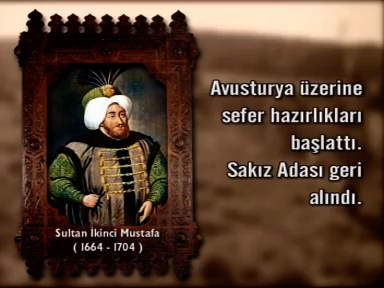 Avusturya üzerine
sefer hazırlıkları
başlattı.
Sakız Adası geri
alındı.
Sultan İkinci Mustafa
( 1664 - 1704 )